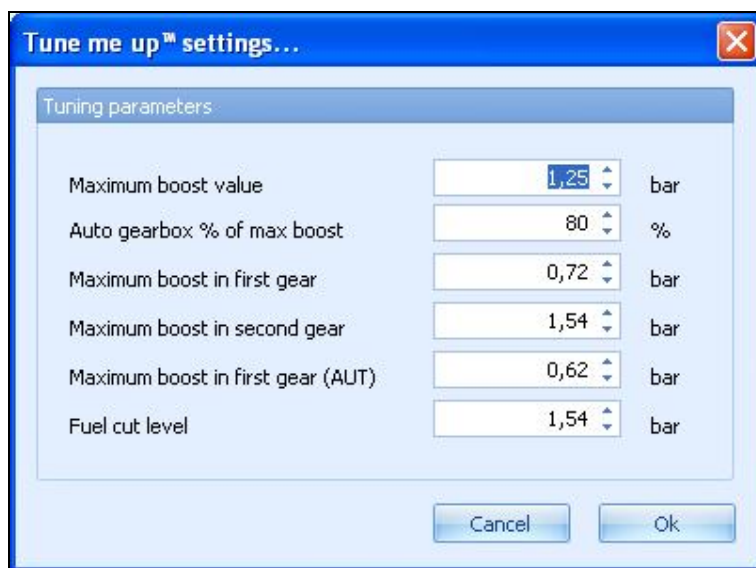 Tune me up™ settings...
Tuning parameters
Maximum boost value 1,25 bar
Auto gearbox % of max boost 80 %
Maximum boost in first gear 0,72 bar
Maximum boost in second gear 1,54 bar
Maximum boost in first gear (AUT) 0,62 bar
Fuel cut level 1,54 bar
Cancel Ok